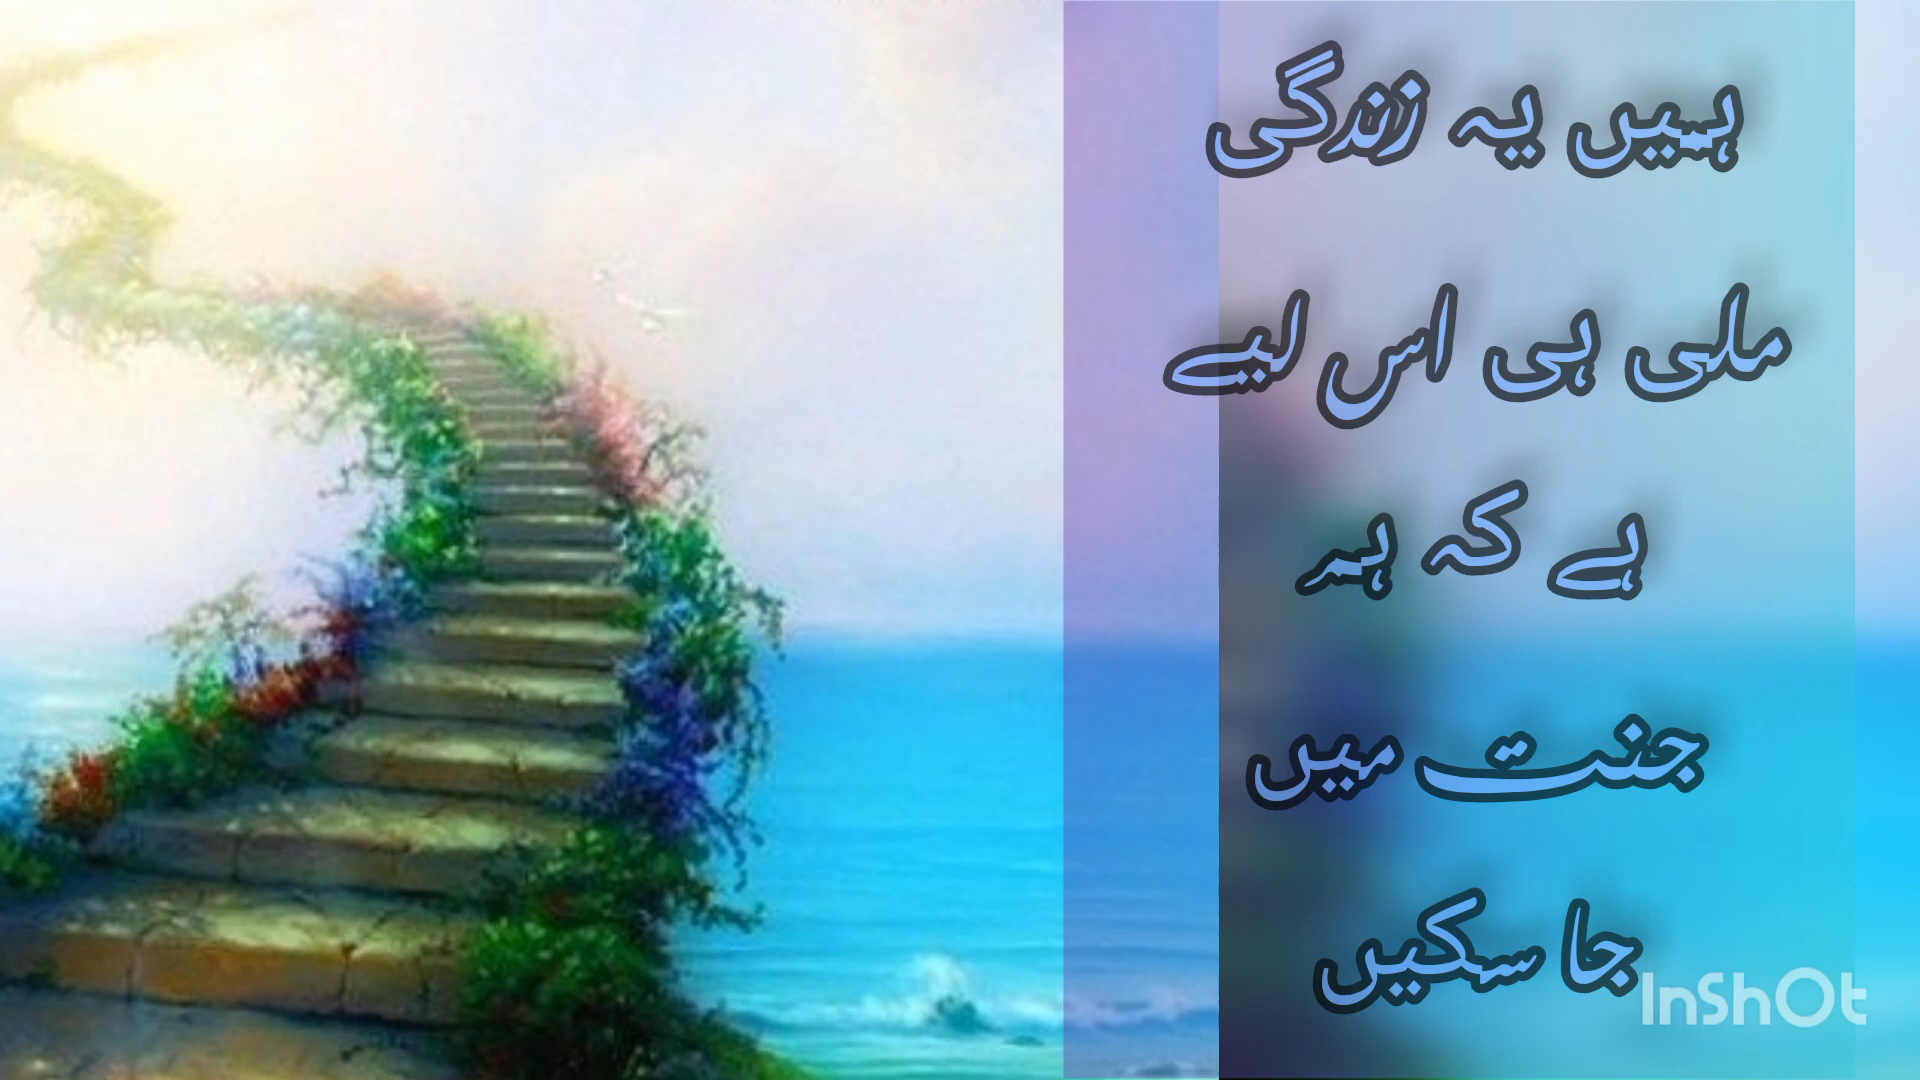 ہمیں یہ زندگی
ملی ہی اس لیے
ہے کہ ہم
جنت میں
جا سکیں
InShOt